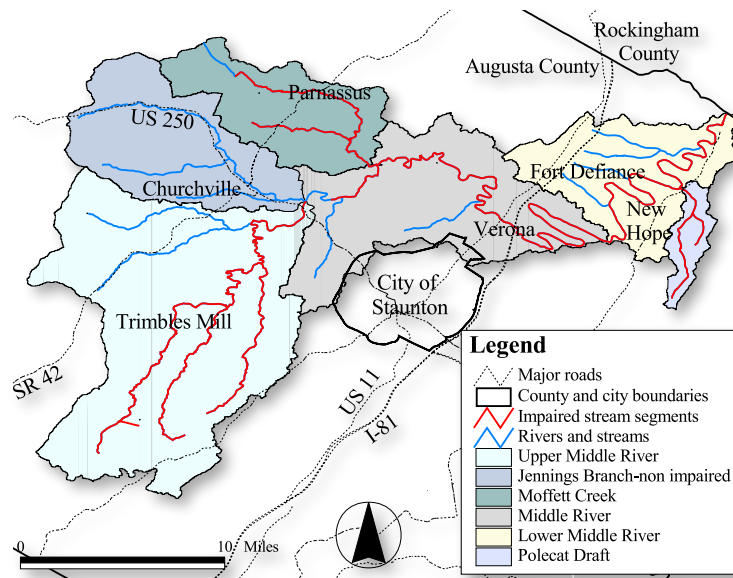 Rockingham
County
Augusta County
Parnassus
US 250
Fort Defiance
Churchville
New
Hope
Verona
City of
Staunton
Trimbles Mill
SR 42
US 11
I-81
Legend
Major roads
County and city boundaries
Impaired stream segments
Rivers and streams
Upper Middle River
Jennings Branch-non impaired
Moffett Creek
Middle River
Lower Middle River
Polecat Draft
0 10 Miles